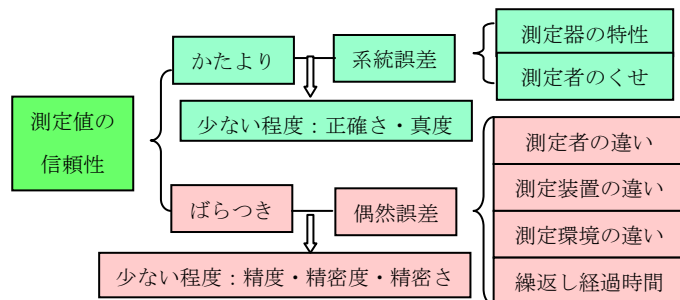 測定値の
信頼性
かたより
系統誤差
測定器の特性
測定者のくせ
少ない程度：正確さ・真度
ばらつき
偶然誤差
測定者の違い
測定装置の違い
測定環境の違い
繰返し経過時間
少ない程度：精度・精密度・精密さ